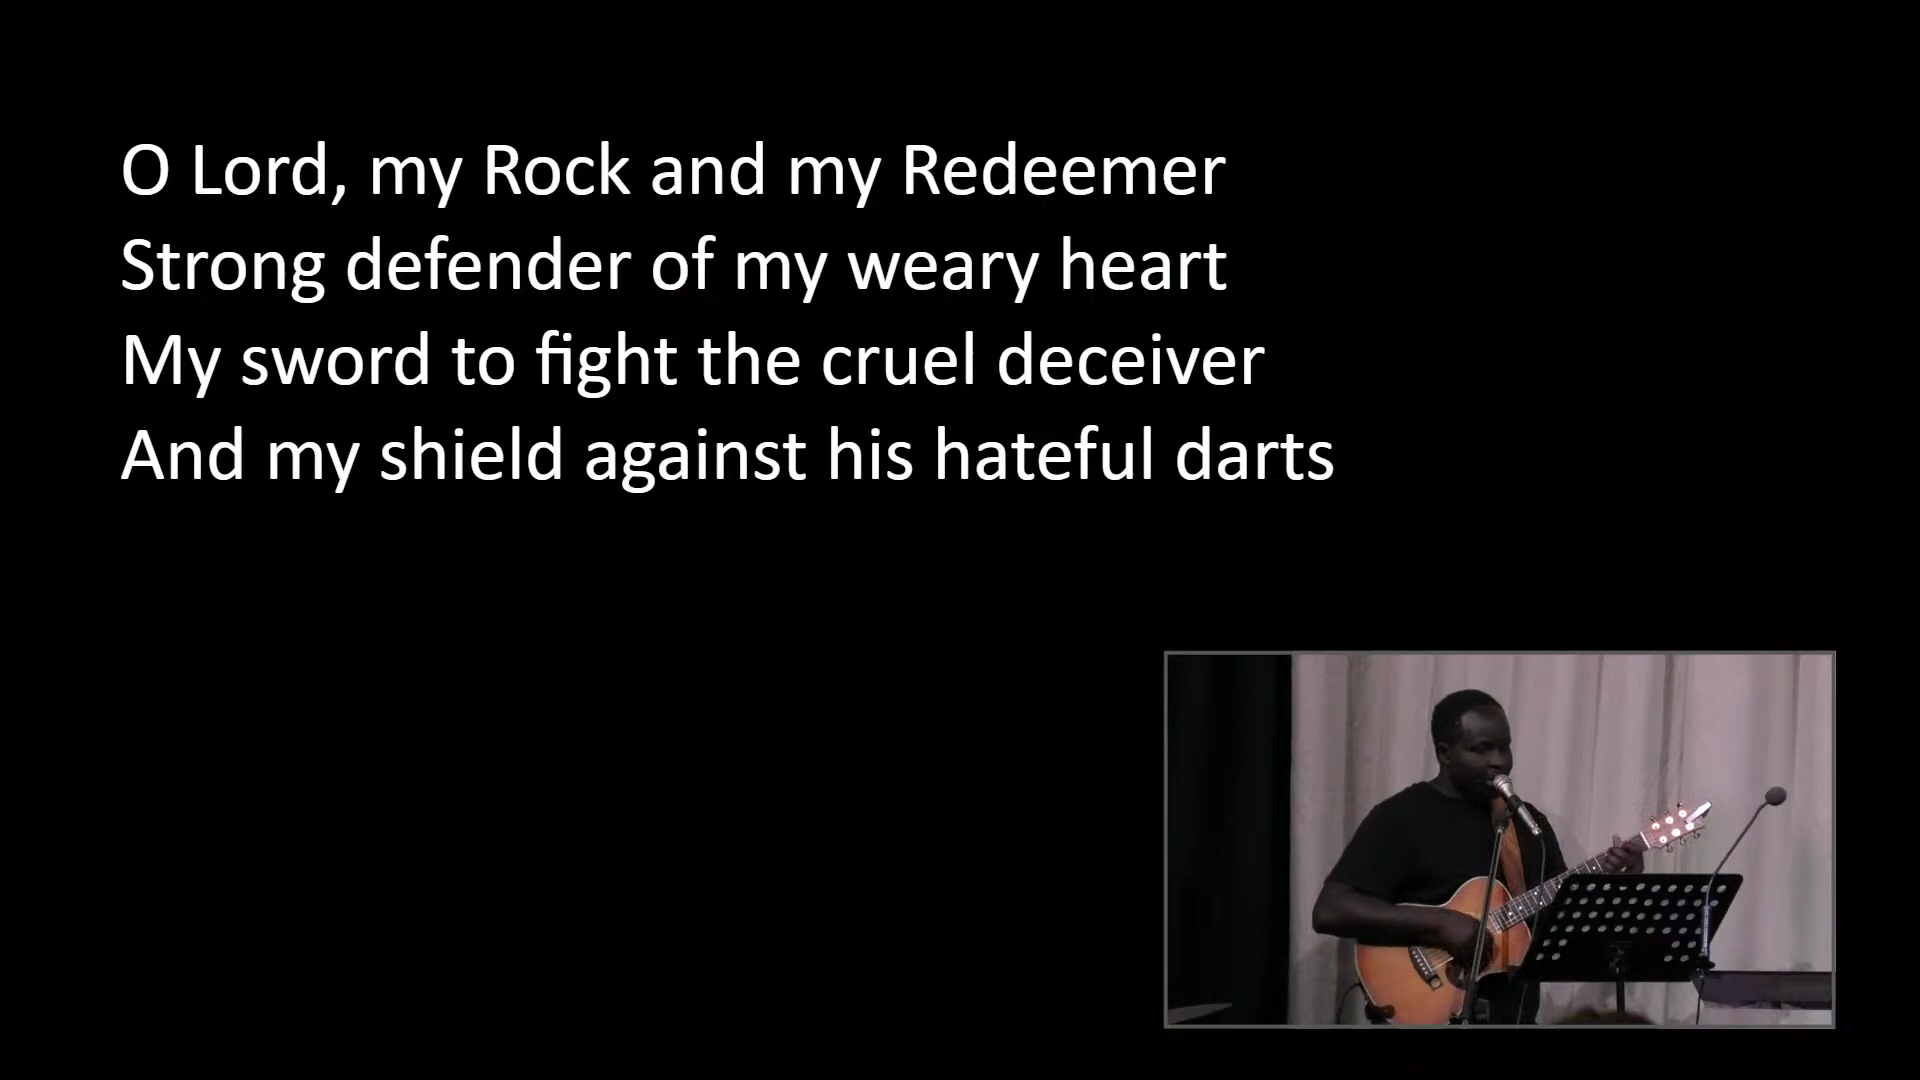 O Lord, my Rock and my Redeemer
Strong defender of my weary heart
My sword to fight the cruel deceiver
And my shield against his hateful darts